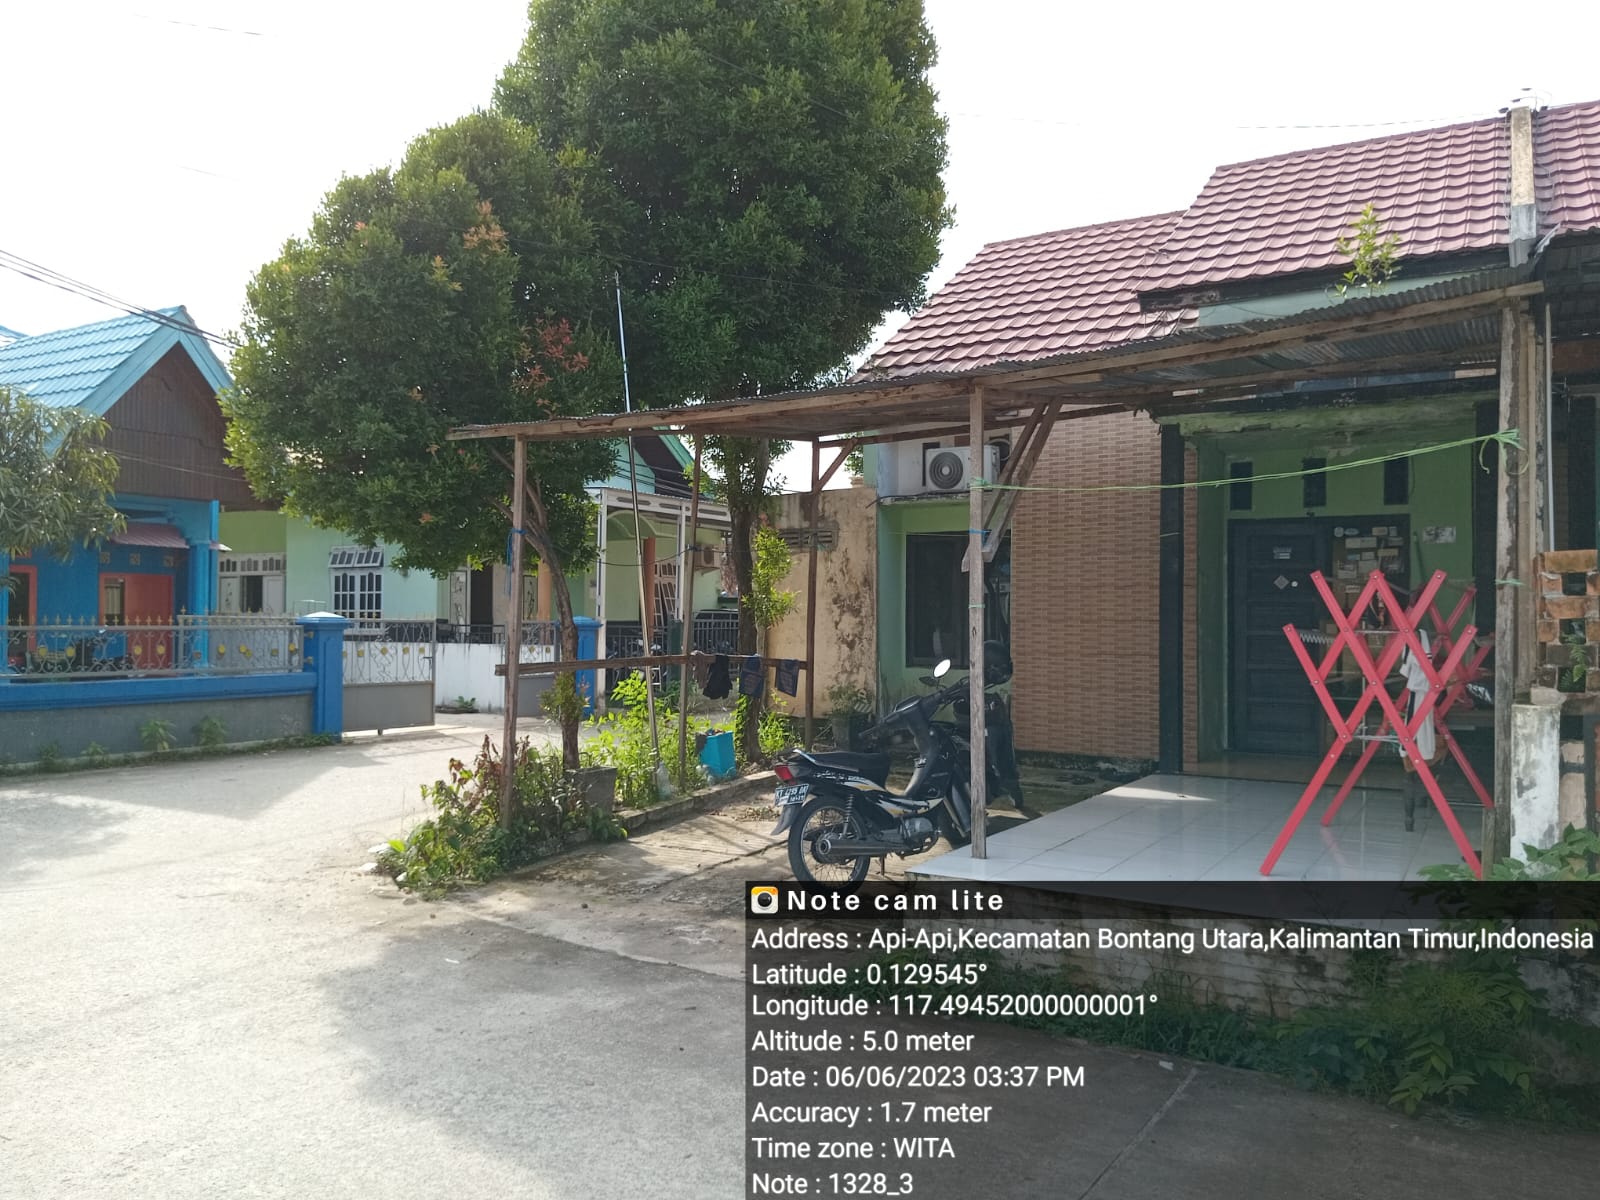 Note cam lite
Address : Api-Api,Kecamatan Bontang Utara,Kalimantan Timur,Indonesia
Latitude : 0.129545°
Longitude : 117.49452000000001°
Altitude : 5.0 meter
Date : 06/06/2023 03:37 PM
Accuracy : 1.7 meter
Time zone : WITA
Note : 1328_3